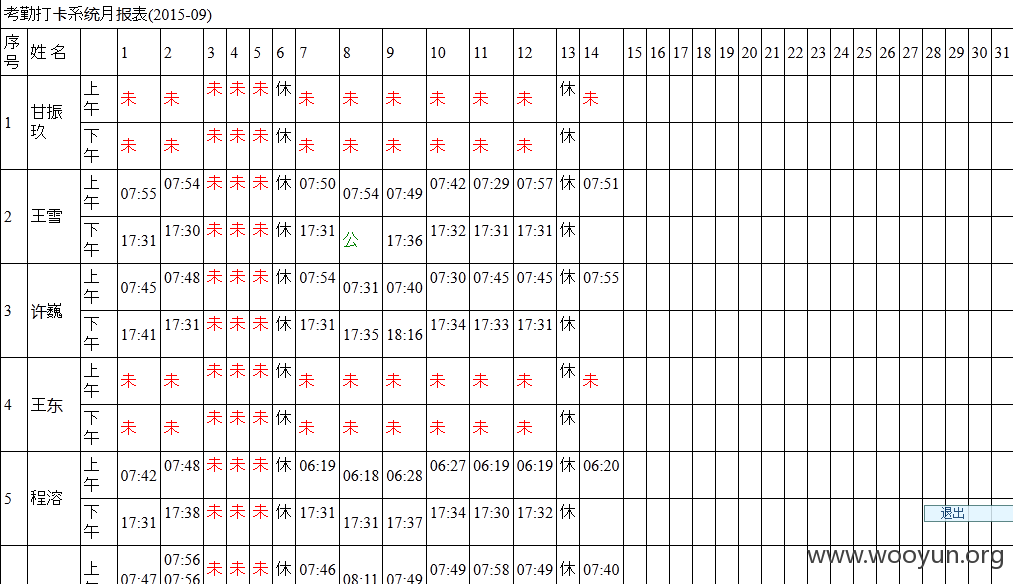 考勤打卡系统月报表(2015-09)
序号 姓 名 1 2 3 4 5 6 7 8 9 10 11 12 13 14 15 16 17 18 19 20 21 22 23 24 25 26 27 28 29 30 31
1 甘振玖 上午 未 未 未 未 未 休 未 未 未 未 未 未 休 未
下午 未 未 未 未 未 休 未 未 未 未 未 未 休
2 王雪 上午 07:55 07:54 未 未 未 休 07:50 07:54 07:49 07:42 07:29 07:57 休 07:51
下午 17:31 17:30 未 未 未 休 17:31 公 17:36 17:32 17:31 17:31 休
3 许巍 上午 07:45 07:48 未 未 未 休 07:54 07:31 07:40 07:30 07:45 07:45 休 07:55
下午 17:41 17:31 未 未 未 休 17:31 17:35 18:16 17:34 17:33 17:31 休
4 王东 上午 未 未 未 未 未 休 未 未 未 未 未 未 休 未
下午 未 未 未 未 未 休 未 未 未 未 未 未 休
5 程溶 上午 07:42 07:48 未 未 未 休 06:19 06:18 06:28 06:27 06:19 06:19 休 06:20
下午 17:31 17:38 未 未 未 休 17:31 17:31 17:37 17:34 17:30 17:32 休
退出
上午 07:47 07:56 07:56 未 未 未 休 07:46 08:11 07:49 07:49 07:58 07:49 休 07:40
www.wooyun.org